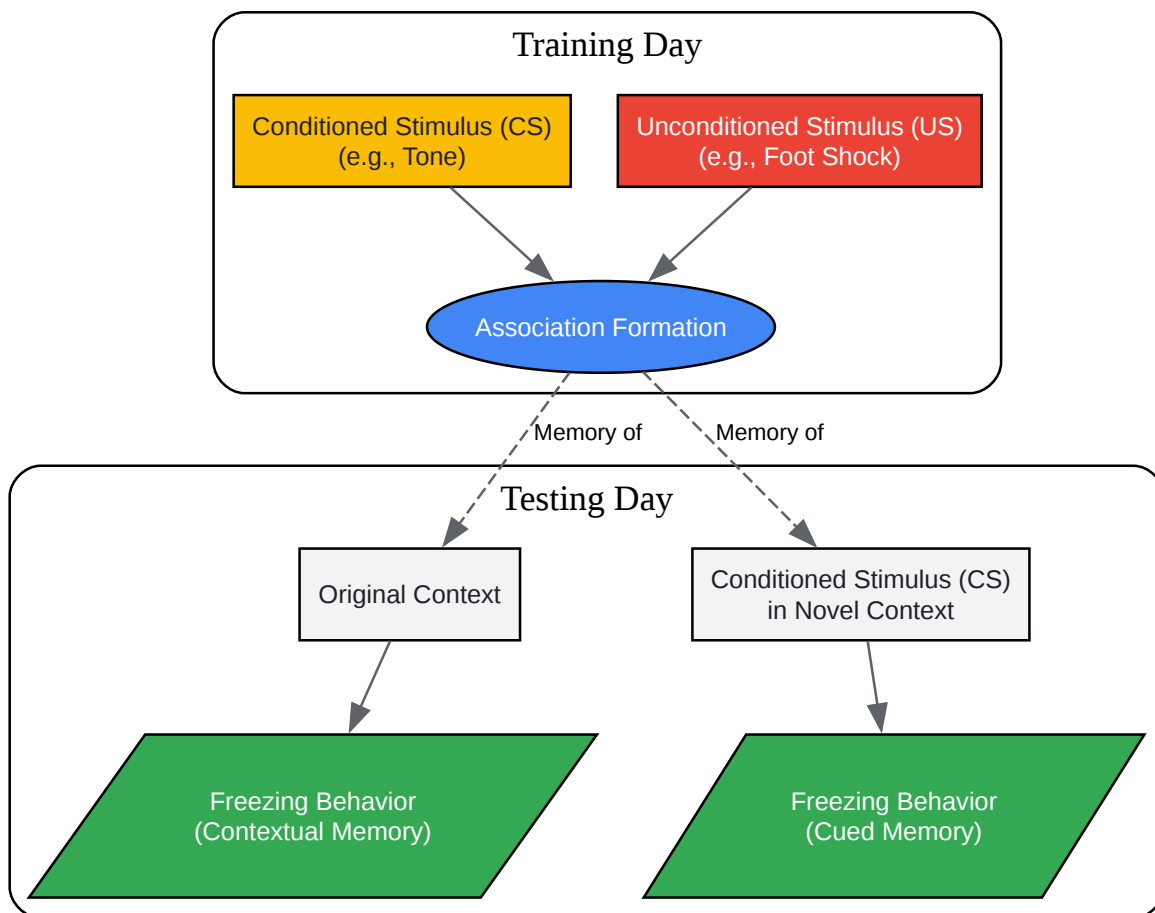 Training Day
Conditioned Stimulus (CS)
(e.g., Tone)
Unconditioned Stimulus (US)
(e.g., Foot Shock)
Association Formation
Memory of
Memory of
Testing Day
Original Context
Conditioned Stimulus (CS)
in Novel Context
Freezing Behavior
(Contextual Memory)
Freezing Behavior
(Cued Memory)